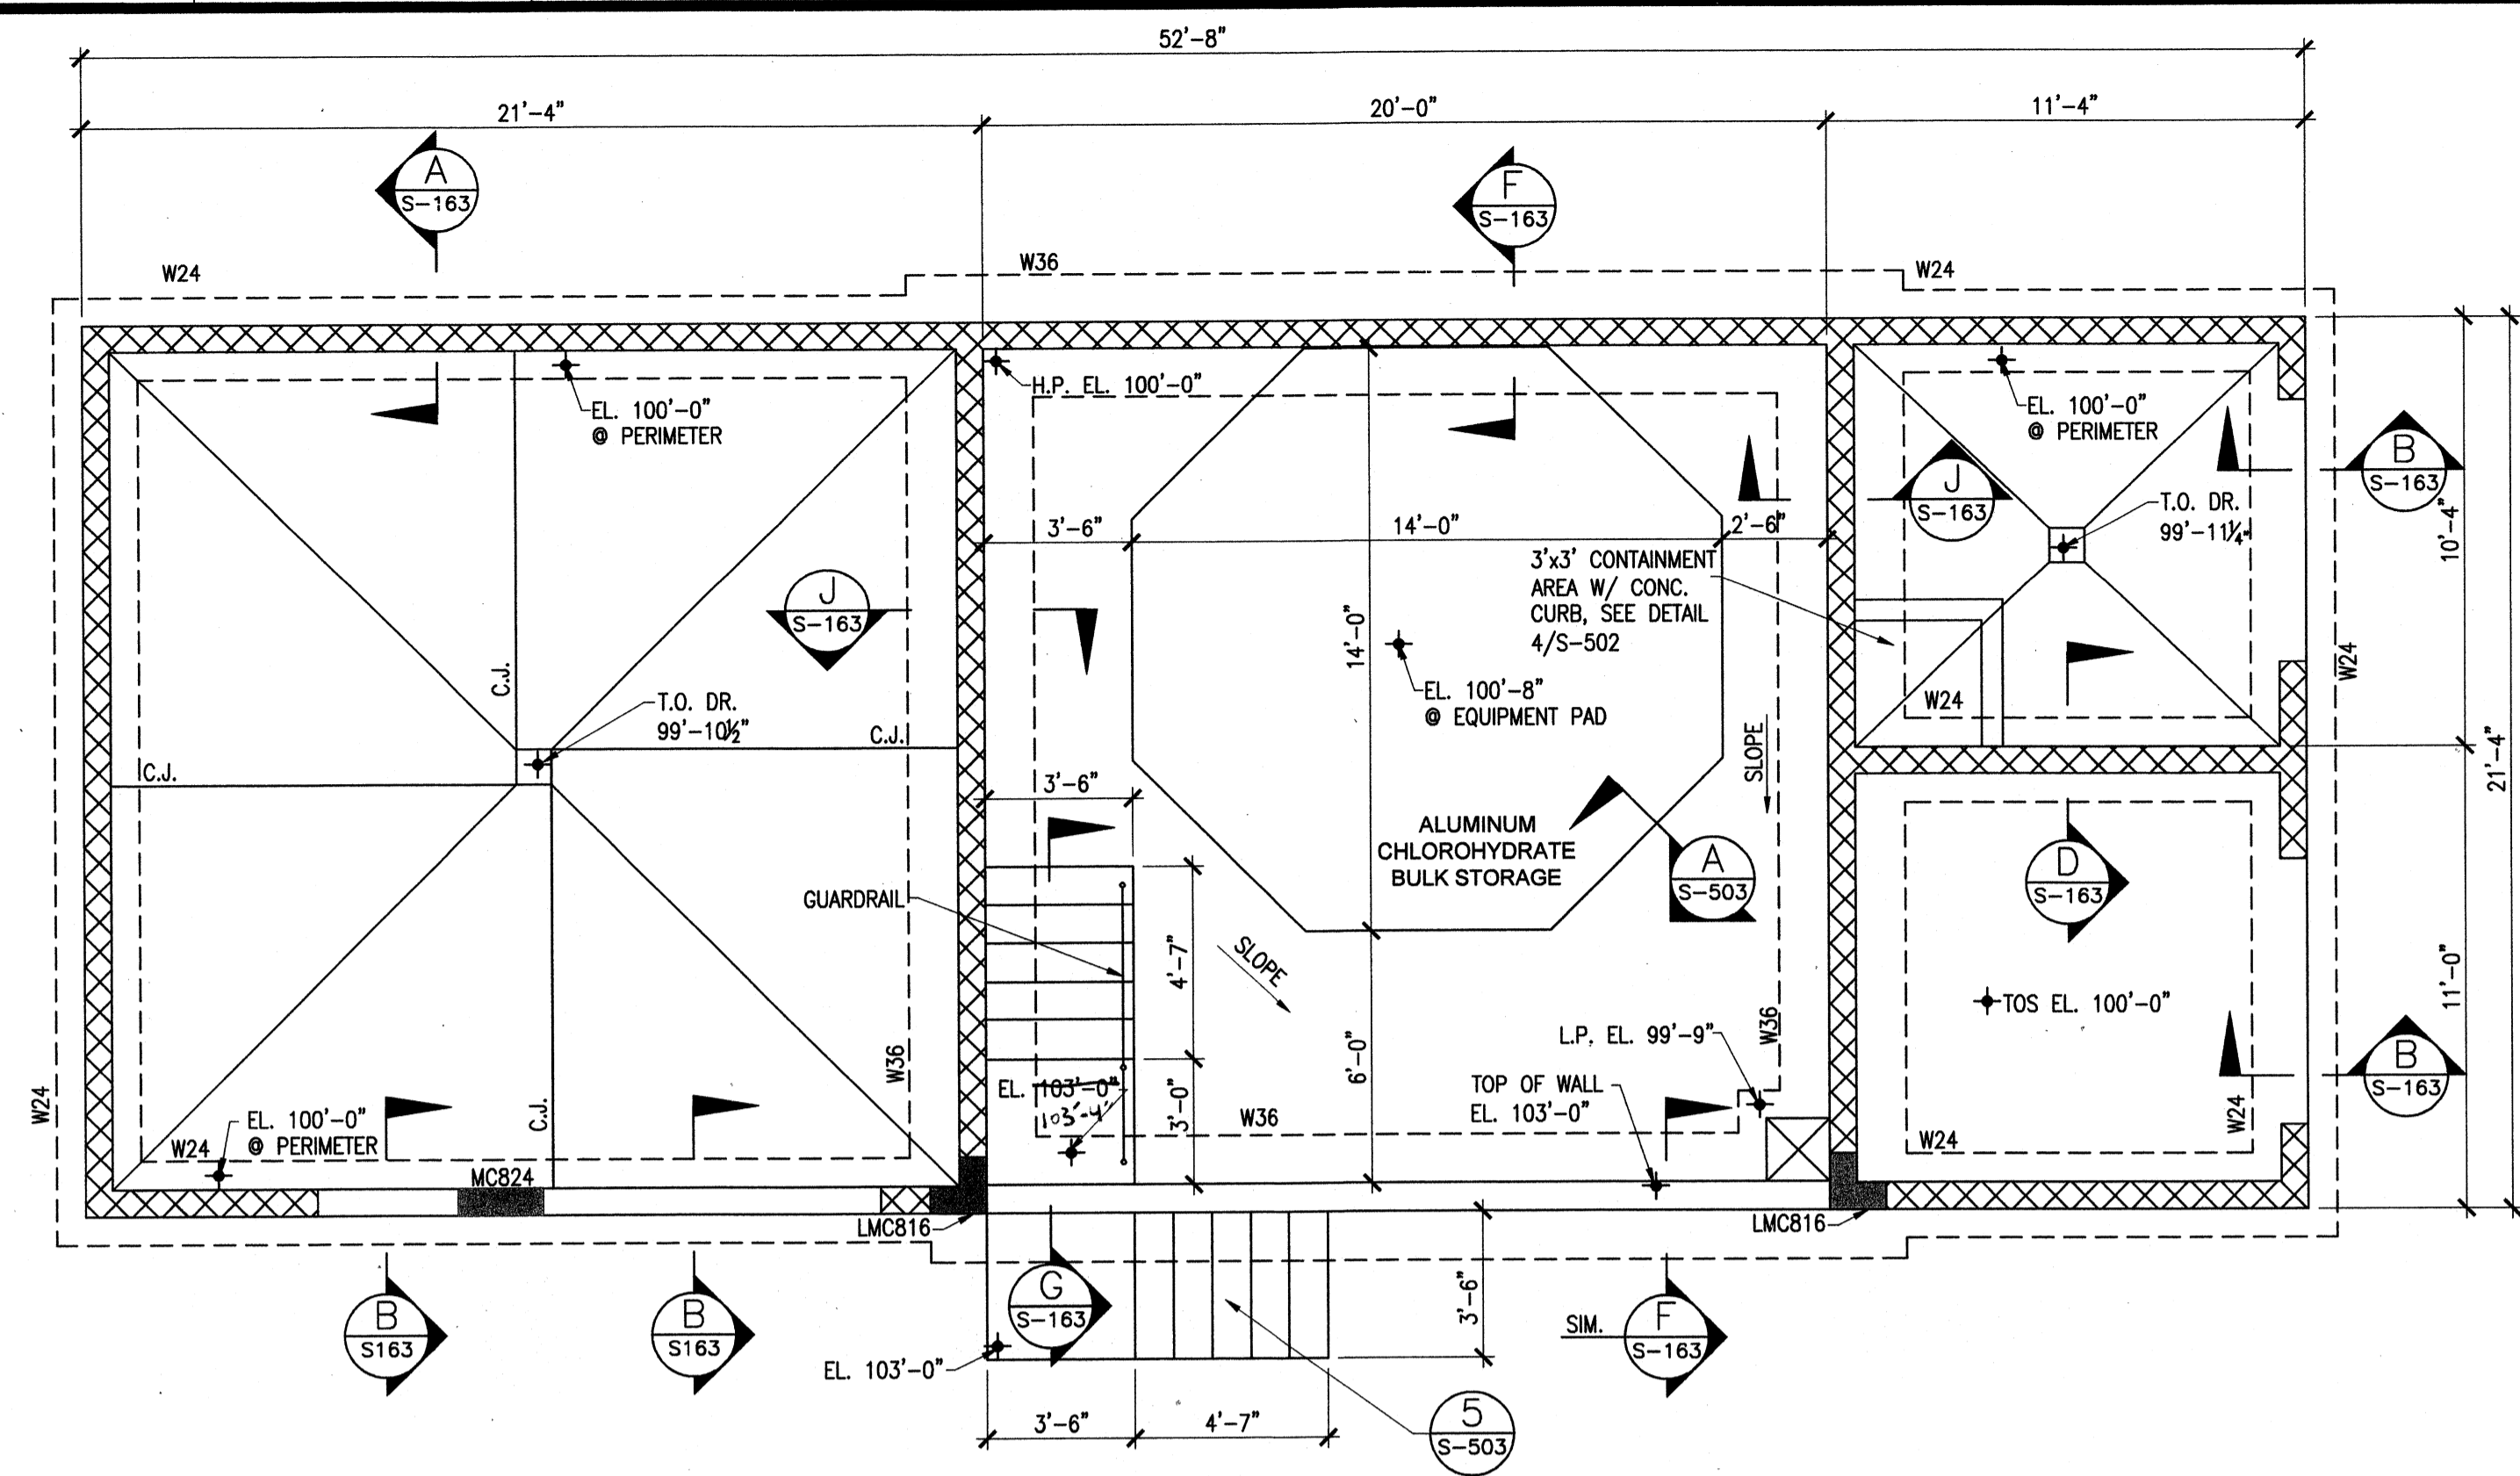 52'-8"
21'-4"
20'-0"
11'-4"
A
S-163
F
S-163
W24
W36
W24
H.P. EL. 100'-0"
EL. 100'-0"
@ PERIMETER
EL. 100'-0"
@ PERIMETER
B
S-163
J
S-163
T.O. DR.
99'-11¼"
10'-4"
3'-6"
14'-0"
2'-6"
3'x3' CONTAINMENT
AREA W/ CONC.
CURB, SEE DETAIL
4/S-502
J
S-163
14'-0"
C.J.
T.O. DR.
99'-10½"
C.J.
C.J.
EL. 100'-8"
@ EQUIPMENT PAD
W24
W24
SLOPE
21'-4"
3'-6"
ALUMINUM
CHLOROHYDRATE
BULK STORAGE
A
S-503
D
S-163
GUARDRAIL
4'-7"
SLOPE
6'-0"
11'-0"
TOS EL. 100'-0"
L.P. EL. 99'-9"
W36
W36
TOP OF WALL
EL. 103'-0"
B
S-163
EL. 103'-0"
103'-4"
3'-0"
W36
W24
C.J.
EL. 100'-0"
@ PERIMETER
W24
W24
W24
MC824
LMC816
LMC816
B
S163
B
S163
G
S-163
3'-6"
SIM.
F
S-163
EL. 103'-0"
3'-6"
4'-7"
5
S-503